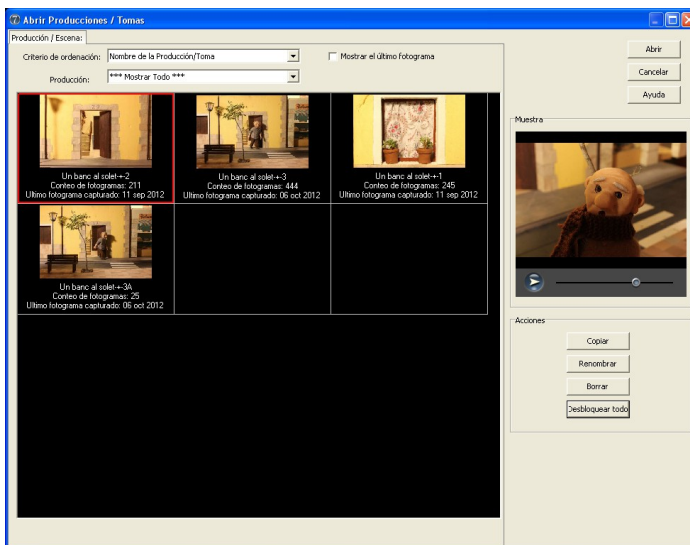 Abrir Producciones / Tomas
Producción / Escena:
Criterio de ordenación: Nombre de la Producción/Toma
Mostrar el último fotograma
Producción: *** Mostrar Todo ***
Abrir
Cancelar
Ayuda
Un banc al solet-+-2
Conteo de fotogramas: 211
Ultimo fotograma capturado: 11 sep 2012
Un banc al solet-+-3
Conteo de fotogramas: 444
Ultimo fotograma capturado: 06 oct 2012
Un banc al solet-+-1
Conteo de fotogramas: 245
Ultimo fotograma capturado: 11 sep 2012
Un banc al solet-+-3A
Conteo de fotogramas: 25
Ultimo fotograma capturado: 06 oct 2012
Muestra
Acciones
Copiar
Renombrar
Borrar
Desbloquear todo